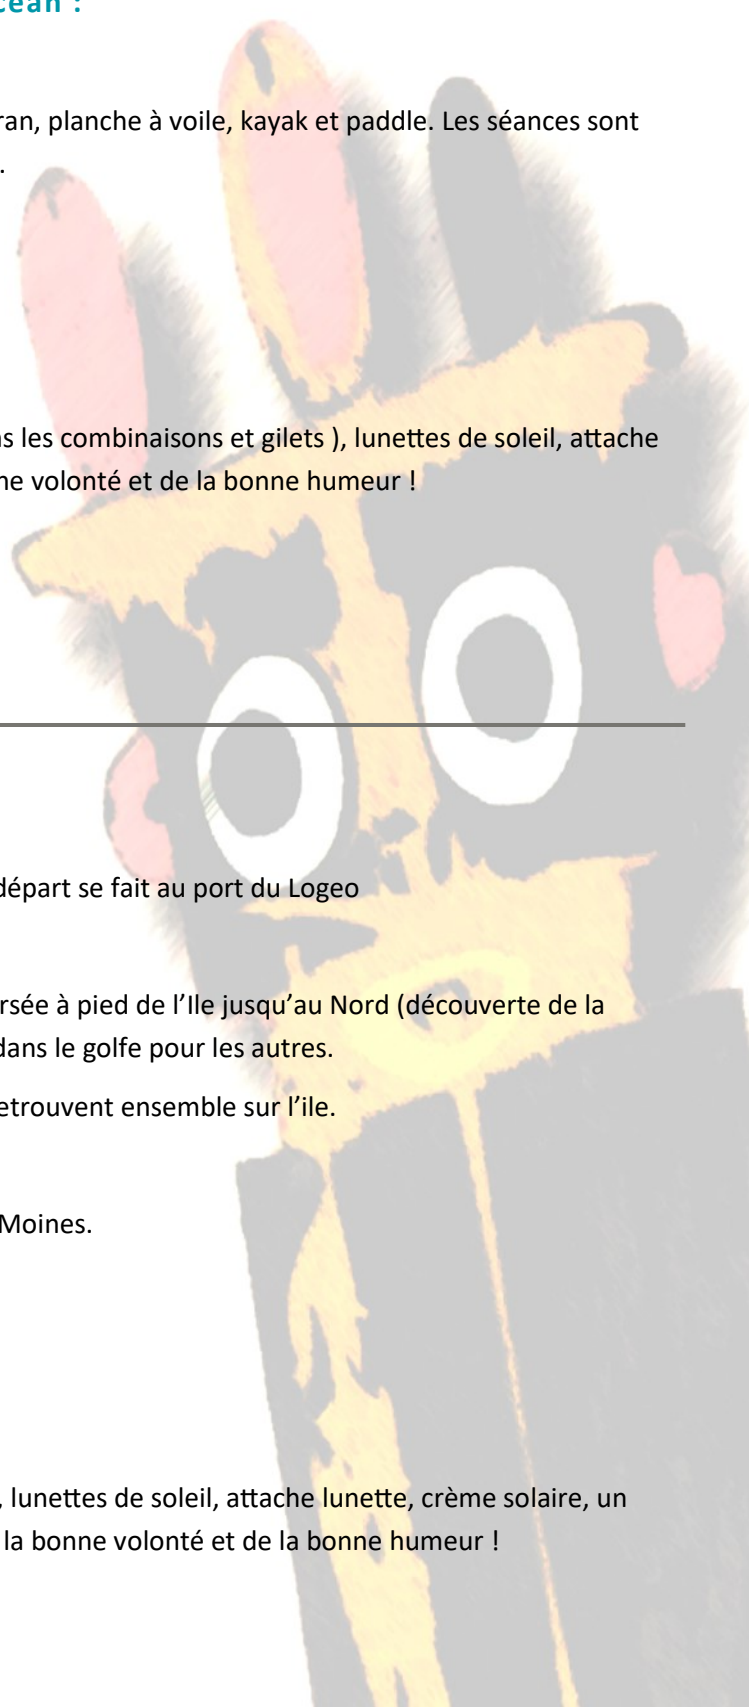 céan :
ran, planche à voile, kayak et paddle. Les séances sont
.
s les combinaisons et gilets ), lunettes de soleil, attache
ne volonté et de la bonne humeur !
départ se fait au port du Logeo
rsée à pied de l’Ile jusqu’au Nord (découverte de la
dans le golfe pour les autres.
etrouvent ensemble sur l’ile.
Moines.
, lunettes de soleil, attache lunette, crème solaire, un
la bonne volonté et de la bonne humeur !